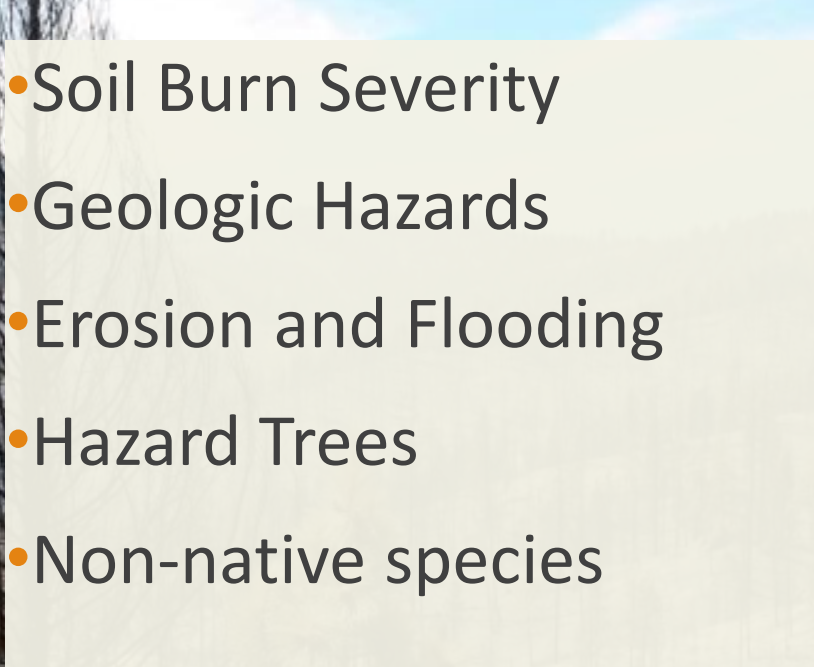 •Soil Burn Severity
•Geologic Hazards
•Erosion and Flooding
•Hazard Trees
•Non-native species